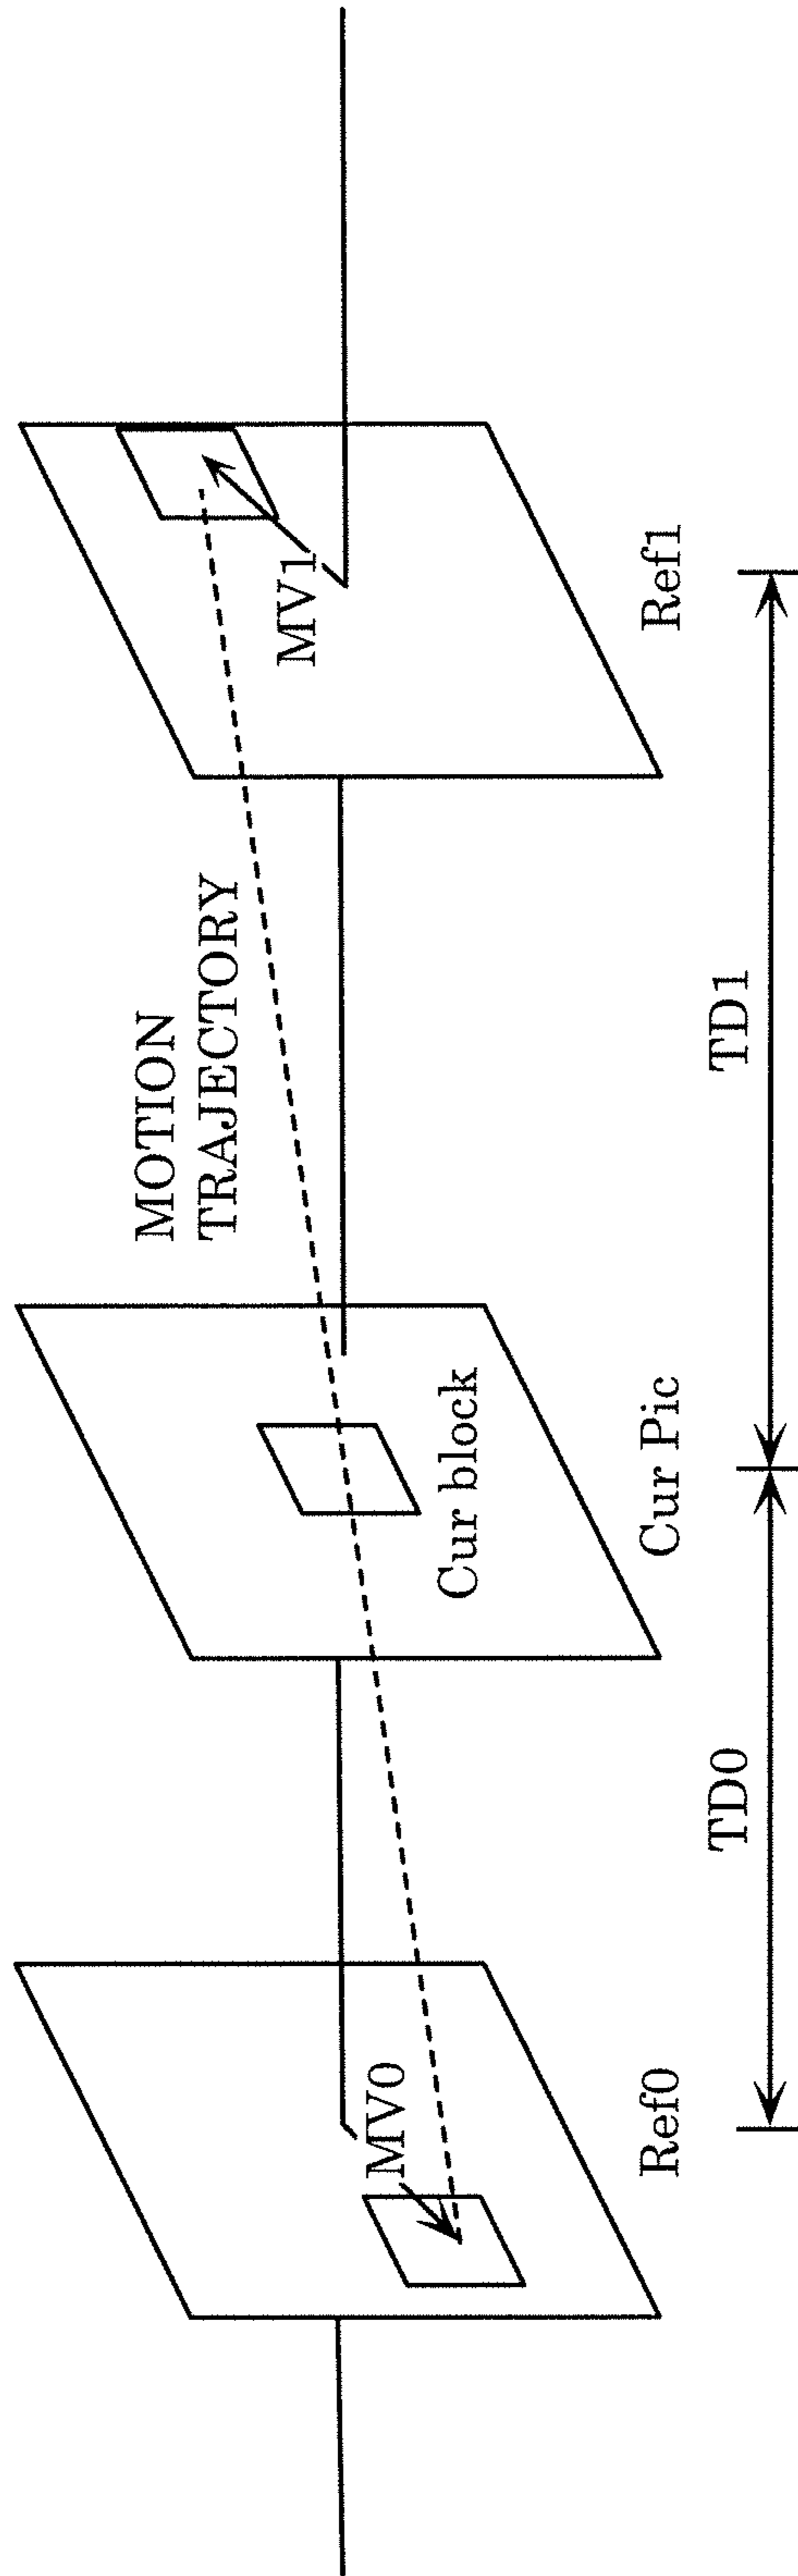 MOTION
TRAJECTORY
MV0
MV1
Cur block
Ref0
Cur Pic
Ref1
TD0
TD1